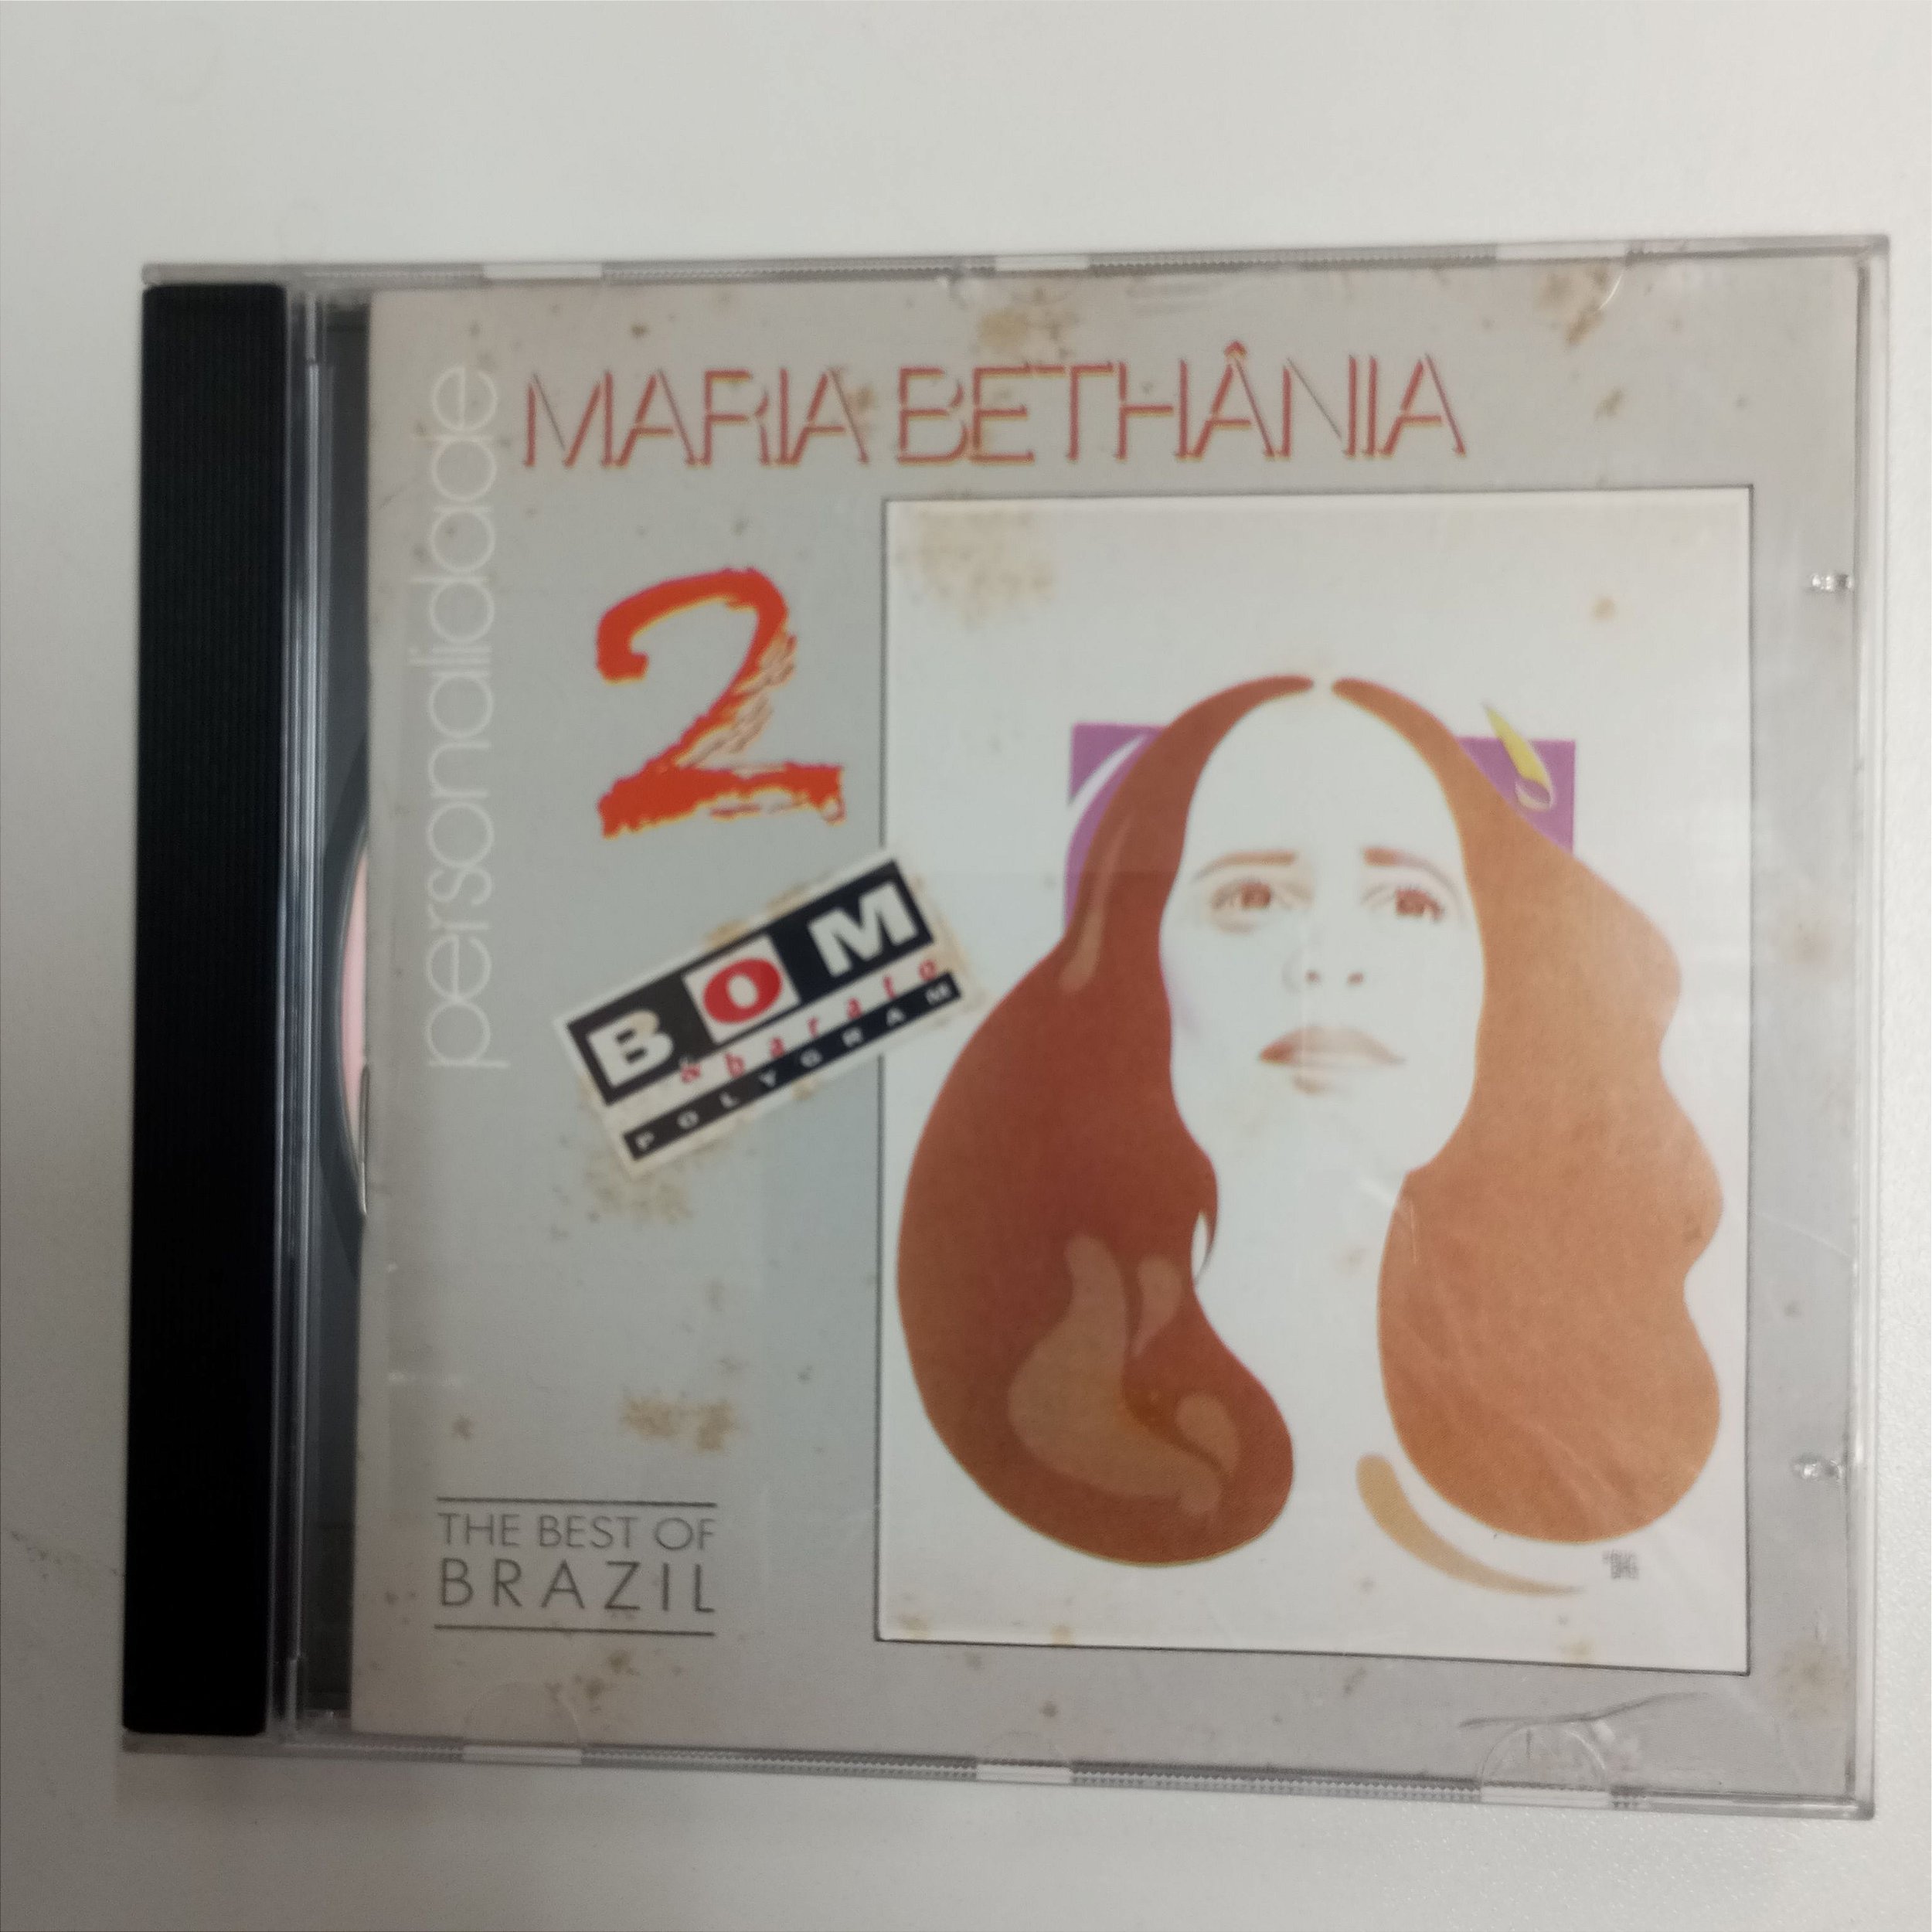 MARIA BETHÂNIA
personalidade
2
BOM
& barato
POLYGRAM
THE BEST OF
BRAZIL